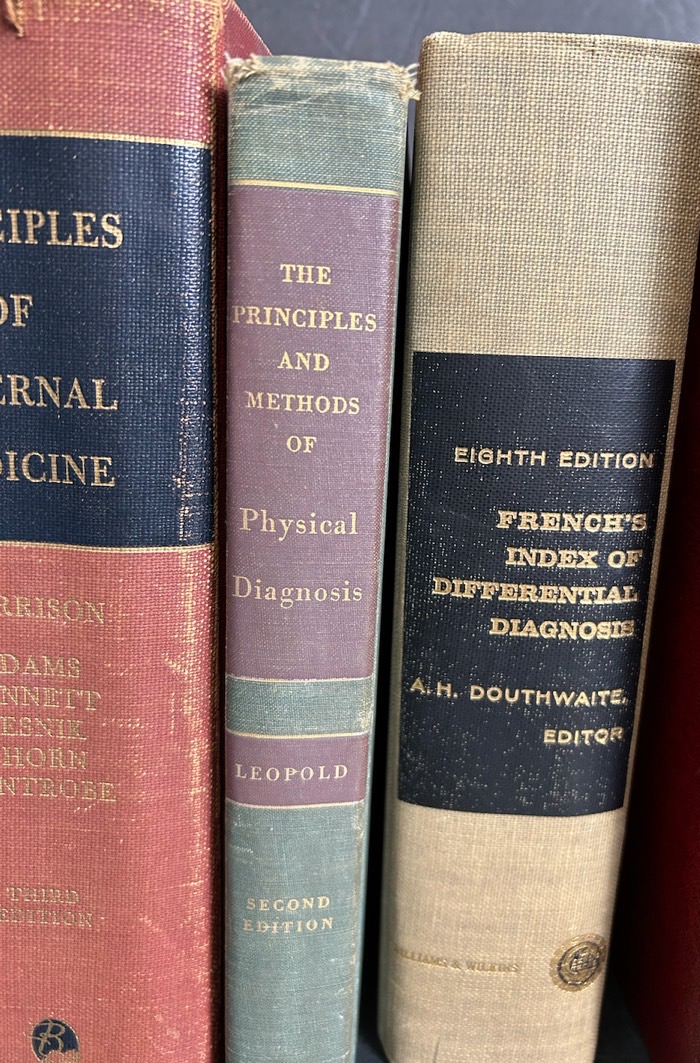 CIPLES
OF
ERNAL
DICINE
RRISON
DAMS
NNETT
ESNIK
HORN
NTROBE
THIRD
EDITION
B
THE
PRINCIPLES
AND
METHODS
OF
Physical
Diagnosis
LEOPOLD
SECOND
EDITION
EIGHTH EDITION
FRENCH'S
INDEX OF
DIFFERENTIAL
DIAGNOSIS
A. H. DOUTHWAITE,
EDITOR
WILLIAMS & WILKINS